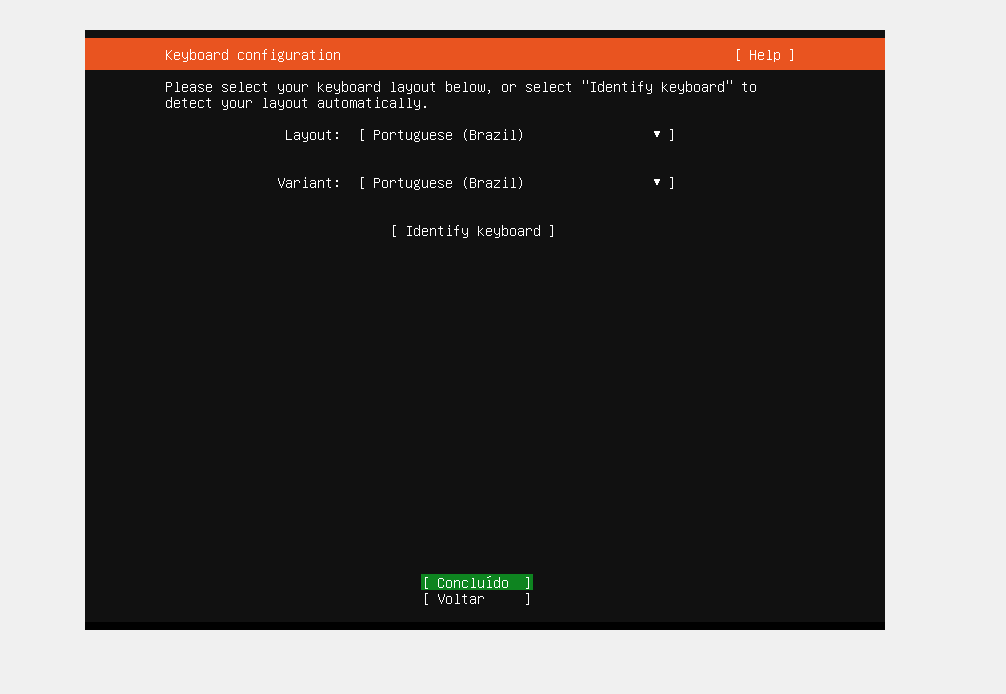 Keyboard configuration [ Help ]
Please select your keyboard layout below, or select "Identify keyboard" to
detect your layout automatically.
Layout: [ Portuguese (Brazil) ▾ ]
Variant: [ Portuguese (Brazil) ▾ ]
[ Identify keyboard ]
[ Concluído ]
[ Voltar ]